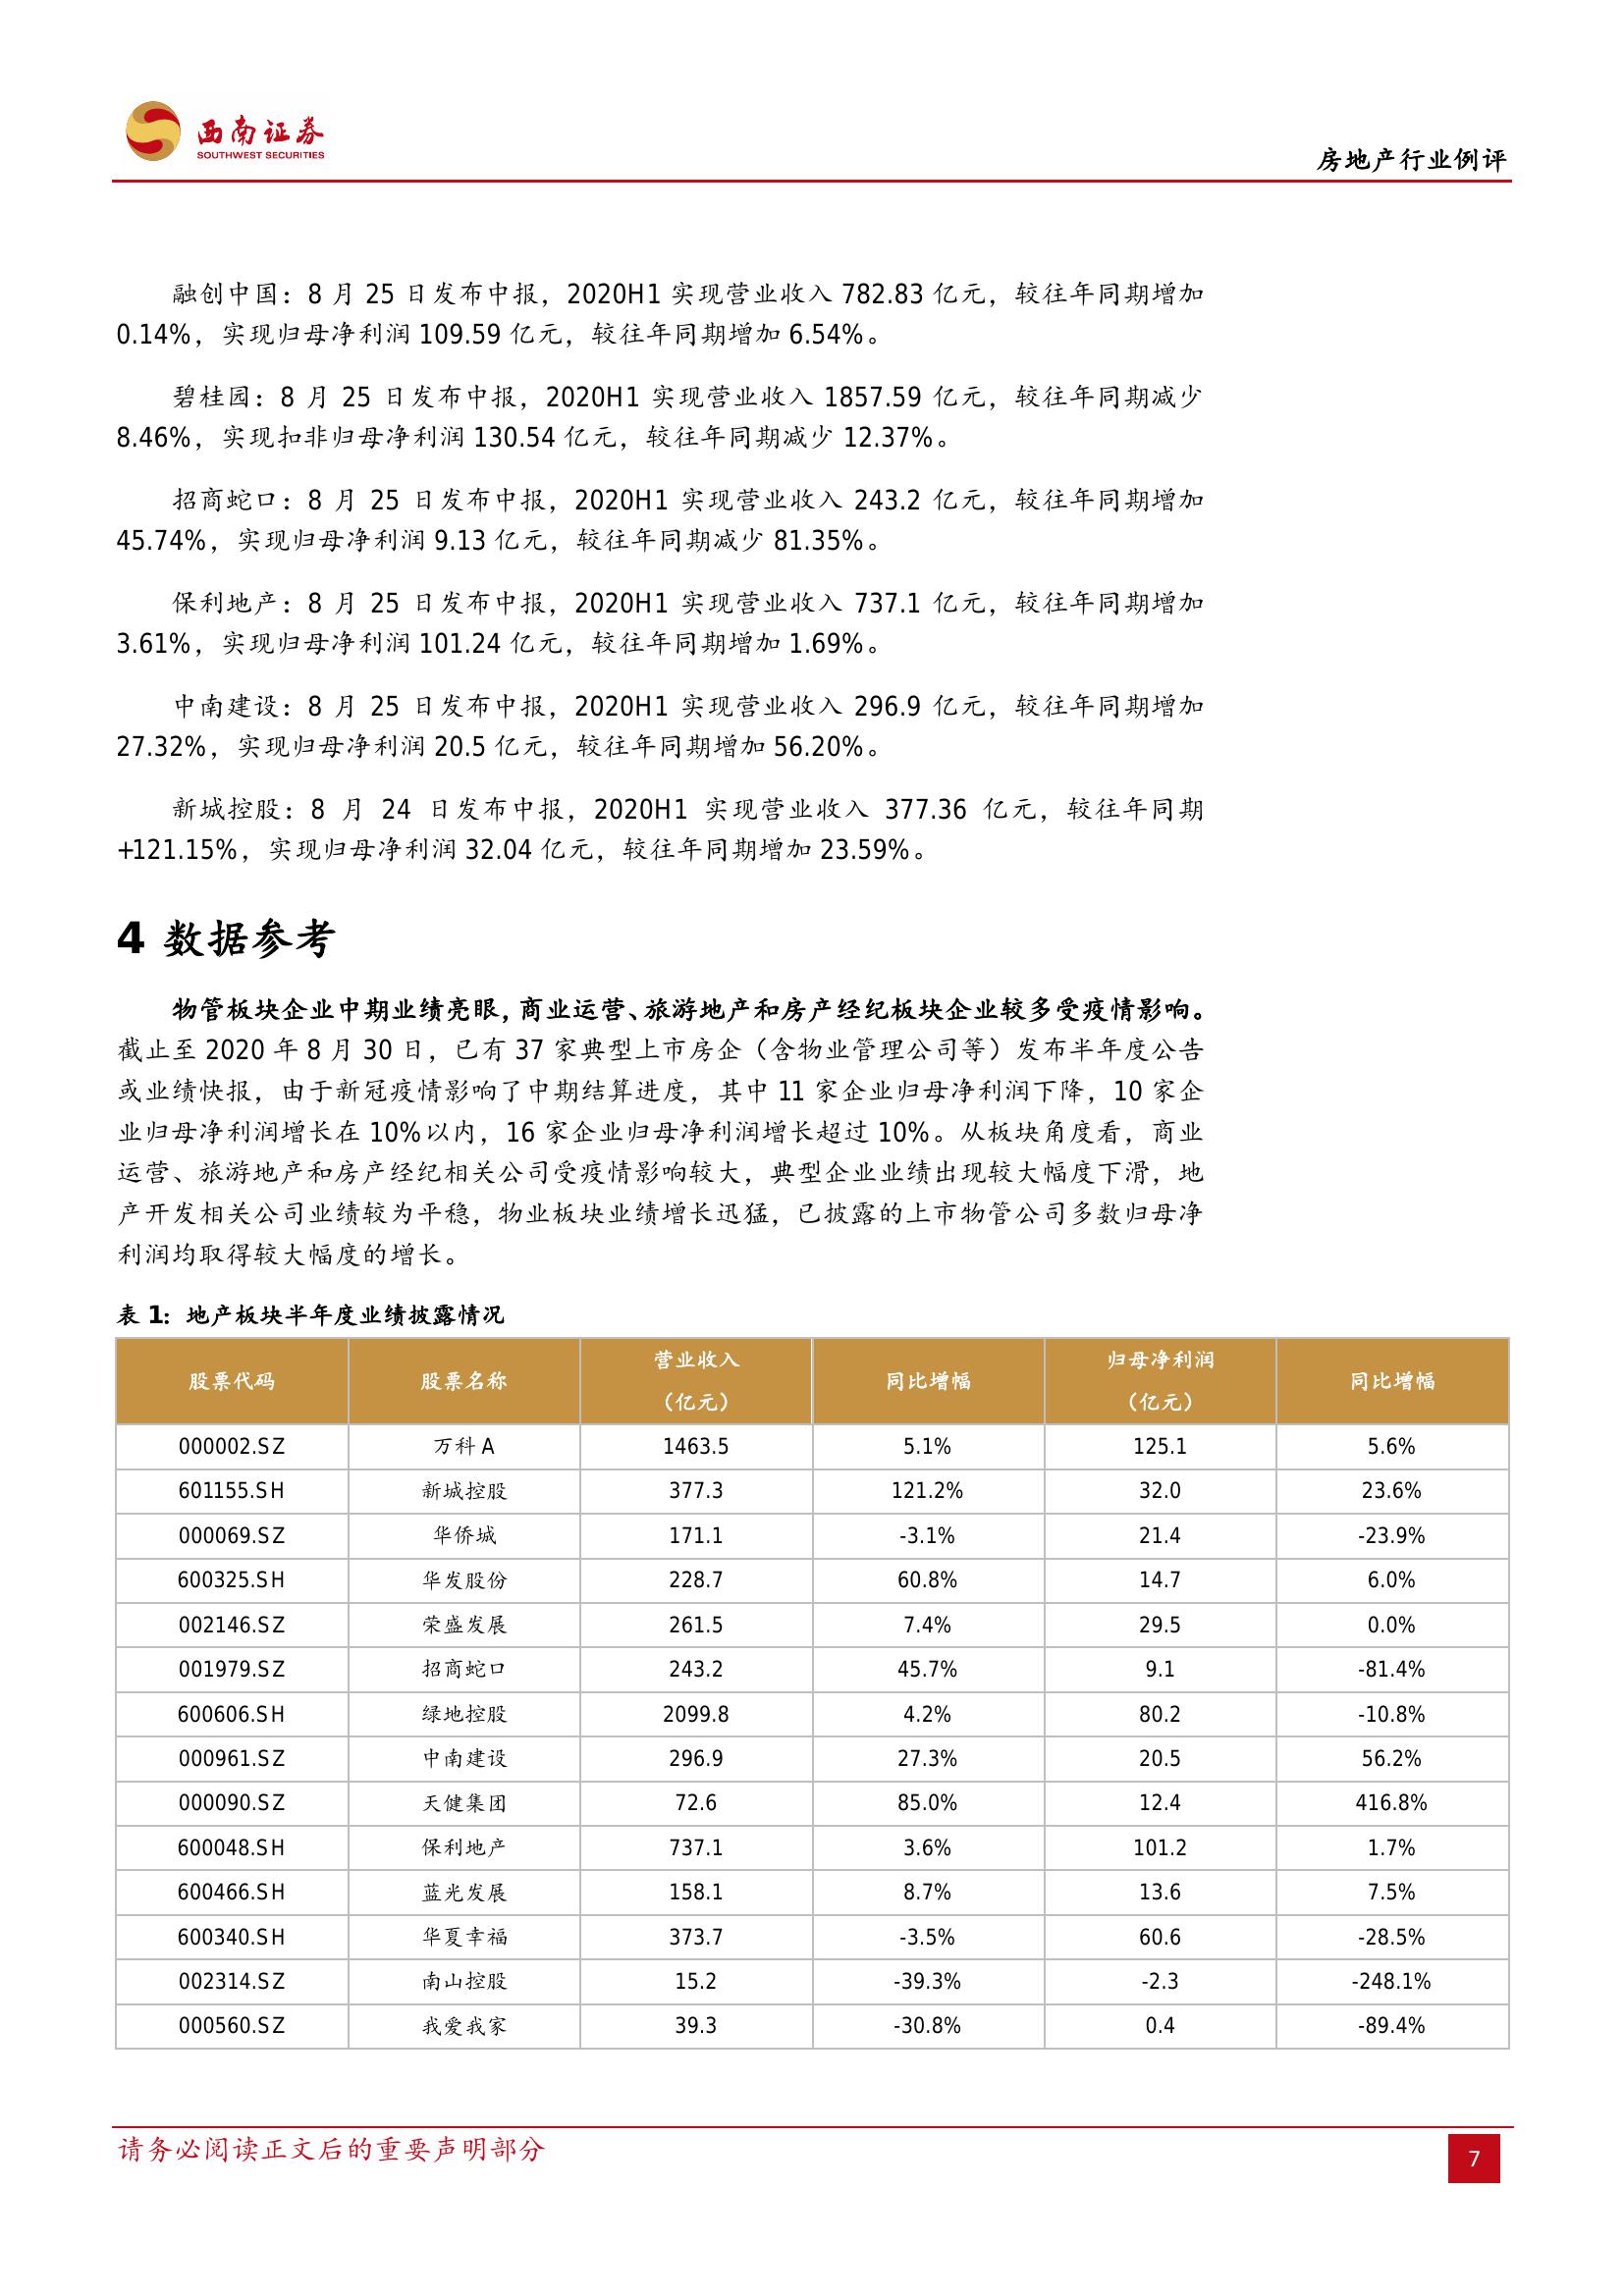 西南证券
SOUTHWEST SECURITIES
房地产行业例评
融创中国：8 月 25 日发布中报，2020H1 实现营业收入 782.83 亿元，较往年同期增加
0.14%，实现归母净利润 109.59 亿元，较往年同期增加 6.54%。
碧桂园：8 月 25 日发布中报，2020H1 实现营业收入 1857.59 亿元，较往年同期减少
8.46%，实现扣非归母净利润 130.54 亿元，较往年同期减少 12.37%。
招商蛇口：8 月 25 日发布中报，2020H1 实现营业收入 243.2 亿元，较往年同期增加
45.74%，实现归母净利润 9.13 亿元，较往年同期减少 81.35%。
保利地产：8 月 25 日发布中报，2020H1 实现营业收入 737.1 亿元，较往年同期增加
3.61%，实现归母净利润 101.24 亿元，较往年同期增加 1.69%。
中南建设：8 月 25 日发布中报，2020H1 实现营业收入 296.9 亿元，较往年同期增加
27.32%，实现归母净利润 20.5 亿元，较往年同期增加 56.20%。
新城控股：8 月 24 日发布中报，2020H1 实现营业收入 377.36 亿元，较往年同期
+121.15%，实现归母净利润 32.04 亿元，较往年同期增加 23.59%。
4 数据参考
物管板块企业中期业绩亮眼，商业运营、旅游地产和房产经纪板块企业较多受疫情影响。
截止至 2020 年 8 月 30 日，已有 37 家典型上市房企（含物业管理公司等）发布半年度公告
或业绩快报，由于新冠疫情影响了中期结算进度，其中 11 家企业归母净利润下降，10 家企
业归母净利润增长在 10%以内，16 家企业归母净利润增长超过 10%。从板块角度看，商业
运营、旅游地产和房产经纪相关公司受疫情影响较大，典型企业业绩出现较大幅度下滑，地
产开发相关公司业绩较为平稳，物业板块业绩增长迅猛，已披露的上市物管公司多数归母净
利润均取得较大幅度的增长。
表 1：地产板块半年度业绩披露情况
股票代码 股票名称 营业收入（亿元） 同比增幅 归母净利润（亿元） 同比增幅
000002.SZ 万科 A 1463.5 5.1% 125.1 5.6%
601155.SH 新城控股 377.3 121.2% 32.0 23.6%
000069.SZ 华侨城 171.1 -3.1% 21.4 -23.9%
600325.SH 华发股份 228.7 60.8% 14.7 6.0%
002146.SZ 荣盛发展 261.5 7.4% 29.5 0.0%
001979.SZ 招商蛇口 243.2 45.7% 9.1 -81.4%
600606.SH 绿地控股 2099.8 4.2% 80.2 -10.8%
000961.SZ 中南建设 296.9 27.3% 20.5 56.2%
000090.SZ 天健集团 72.6 85.0% 12.4 416.8%
600048.SH 保利地产 737.1 3.6% 101.2 1.7%
600466.SH 蓝光发展 158.1 8.7% 13.6 7.5%
600340.SH 华夏幸福 373.7 -3.5% 60.6 -28.5%
002314.SZ 南山控股 15.2 -39.3% -2.3 -248.1%
000560.SZ 我爱我家 39.3 -30.8% 0.4 -89.4%
请务必阅读正文后的重要声明部分
7